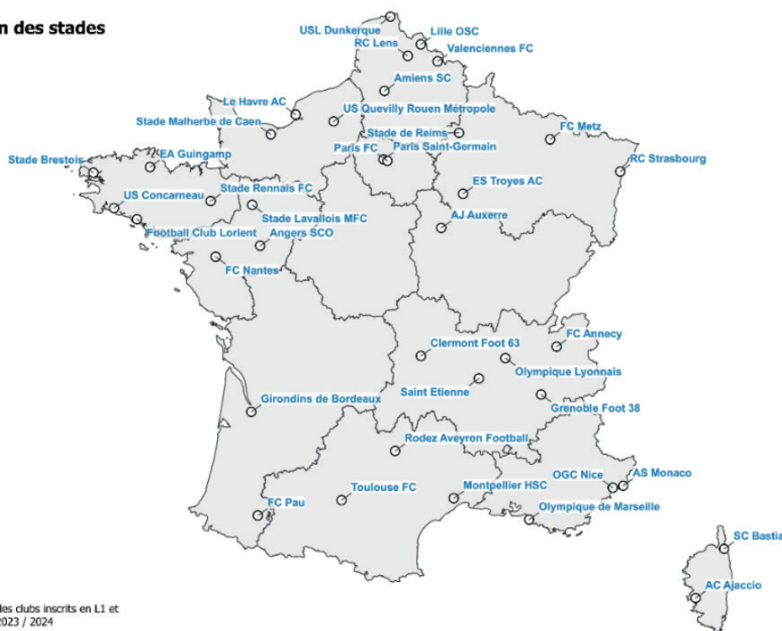 n des stades
USL Dunkerque
Lille OSC
RC Lens
Valenciennes FC
Amiens SC
Le Havre AC
US Quevilly Rouen Métropole
Stade Malherbe de Caen
Stade de Reims
FC Metz
Paris FC
Paris Saint-Germain
Stade Brestois
EA Guingamp
RC Strasbourg
US Concarneau
Stade Rennais FC
ES Troyes AC
Stade Lavallois MFC
AJ Auxerre
Football Club Lorient
Angers SCO
FC Nantes
FC Annecy
Clermont Foot 63
Olympique Lyonnais
Saint Etienne
Girondins de Bordeaux
Grenoble Foot 38
Rodez Aveyron Football
OGC Nice
AS Monaco
Toulouse FC
Montpellier HSC
FC Pau
Olympique de Marseille
SC Bastia
AC Ajaccio
des clubs inscrits en L1 et
2023 / 2024